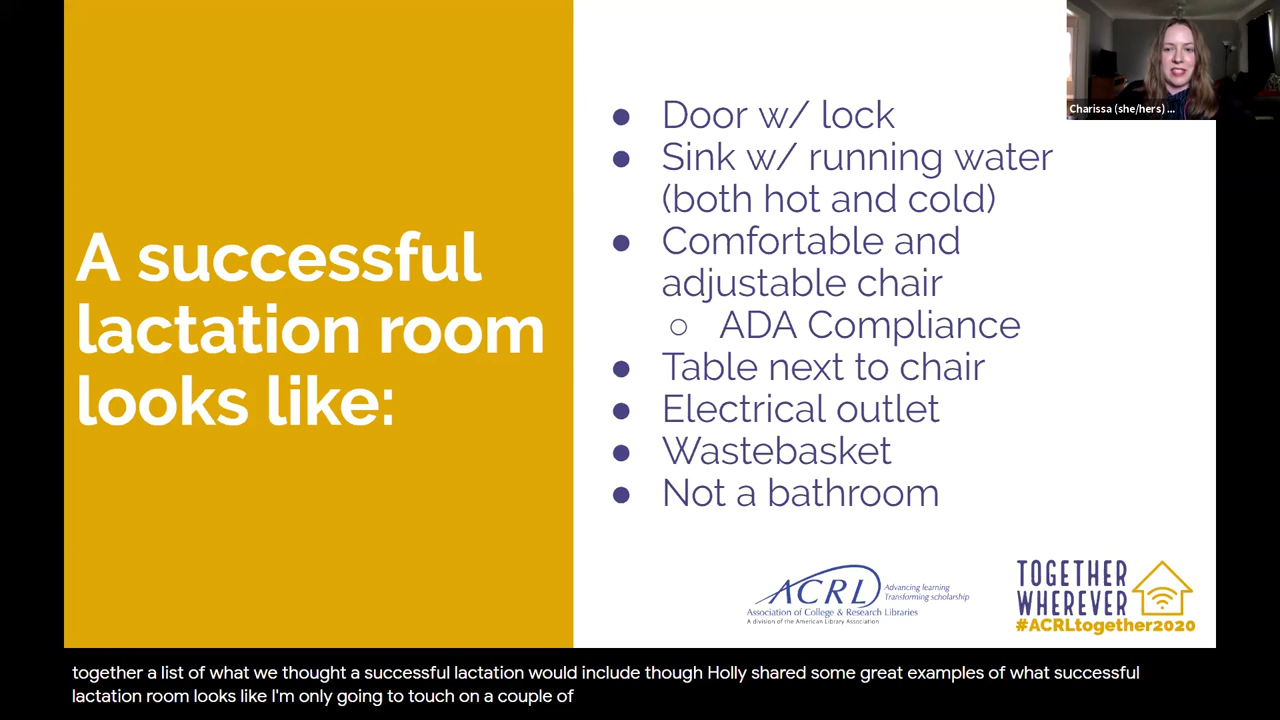 A successful
lactation room
looks like:
● Door w/ lock
● Sink w/ running water
(both hot and cold)
● Comfortable and
adjustable chair
○ ADA Compliance
● Table next to chair
● Electrical outlet
● Wastebasket
● Not a bathroom
Charissa (she/hers) ...
ACRL
Advancing learning
Transforming scholarship
Association of College & Research Libraries
A division of the American Library Association
TOGETHER
WHEREVER
#ACRLtogether2020
together a list of what we thought a successful lactation would include though Holly shared some great examples of what successful
lactation room looks like I'm only going to touch on a couple of